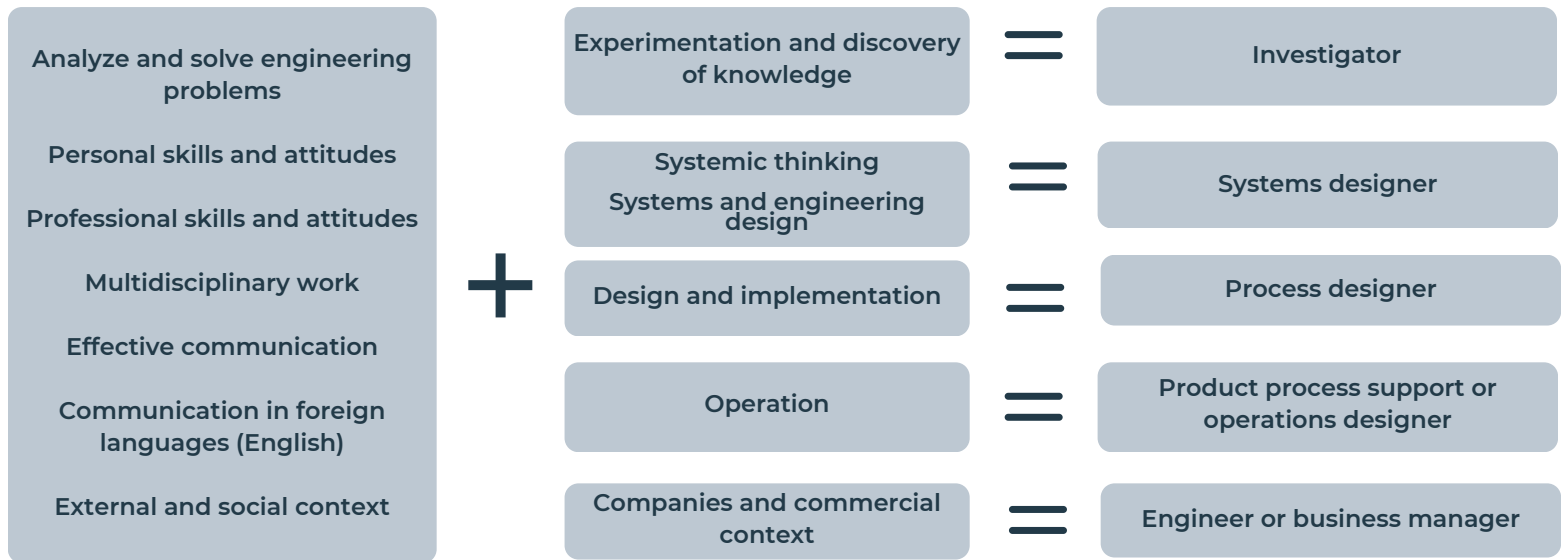 Analyze and solve engineering
problems
Personal skills and attitudes
Professional skills and attitudes
Multidisciplinary work
Effective communication
Communication in foreign
languages (English)
External and social context
+
Experimentation and discovery
of knowledge
=
Investigator
Systemic thinking
Systems and engineering
design
=
Systems designer
Design and implementation
=
Process designer
Operation
=
Product process support or
operations designer
Companies and commercial
context
=
Engineer or business manager